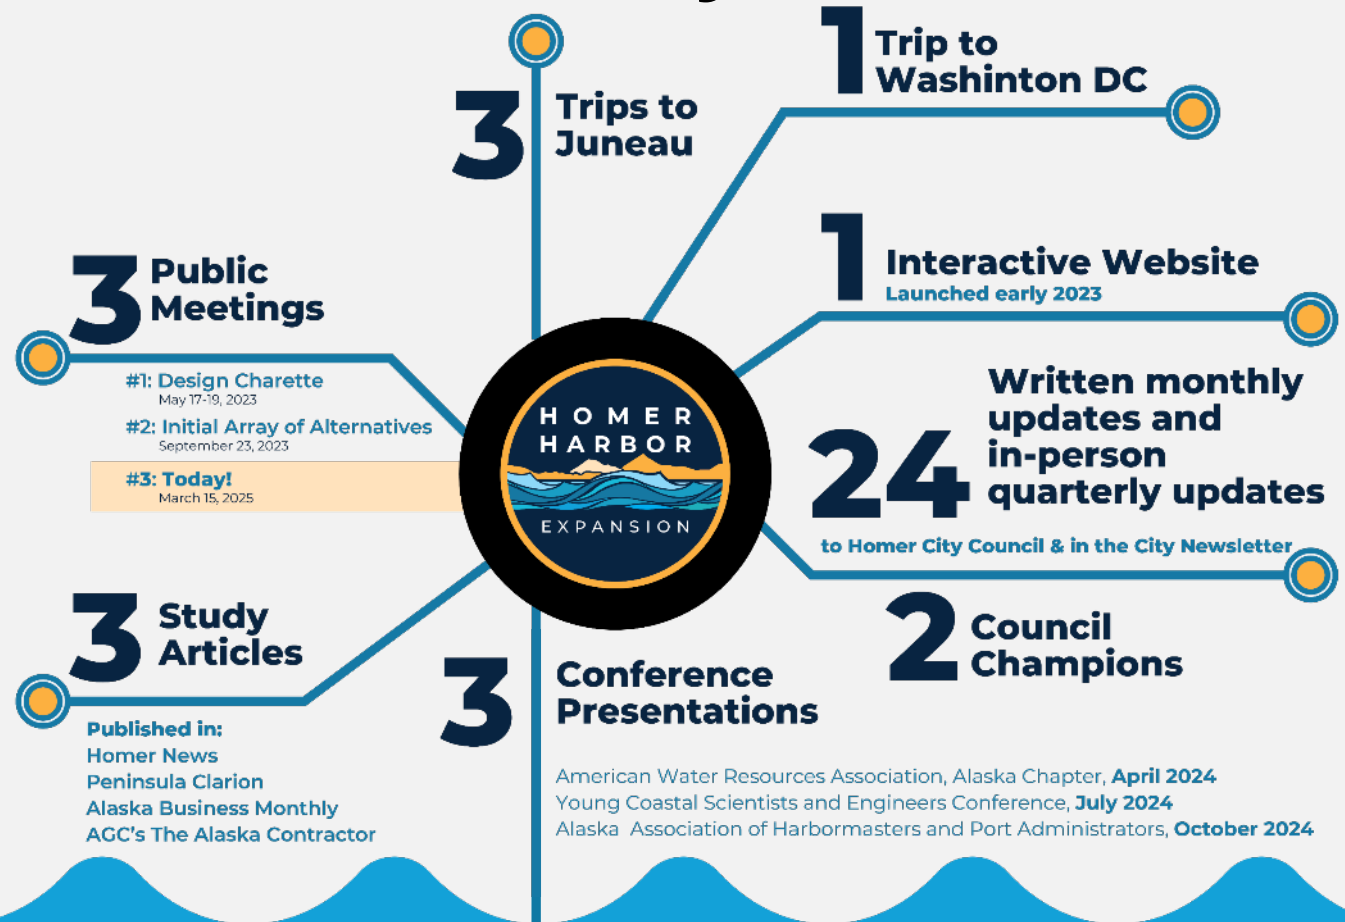 3 Trips to
Juneau
1 Trip to
Washinton DC
3 Public
Meetings
#1: Design Charette
May 17-19, 2023
#2: Initial Array of Alternatives
September 23, 2023
#3: Today!
March 15, 2025
1 Interactive Website
Launched early 2023
HOMER
HARBOR
EXPANSION
24 Written monthly
updates and
in-person
quarterly updates
to Homer City Council & in the City Newsletter
3 Study
Articles
Published in:
Homer News
Peninsula Clarion
Alaska Business Monthly
AGC's The Alaska Contractor
2 Council
Champions
3 Conference
Presentations
American Water Resources Association, Alaska Chapter, April 2024
Young Coastal Scientists and Engineers Conference, July 2024
Alaska Association of Harbormasters and Port Administrators, October 2024